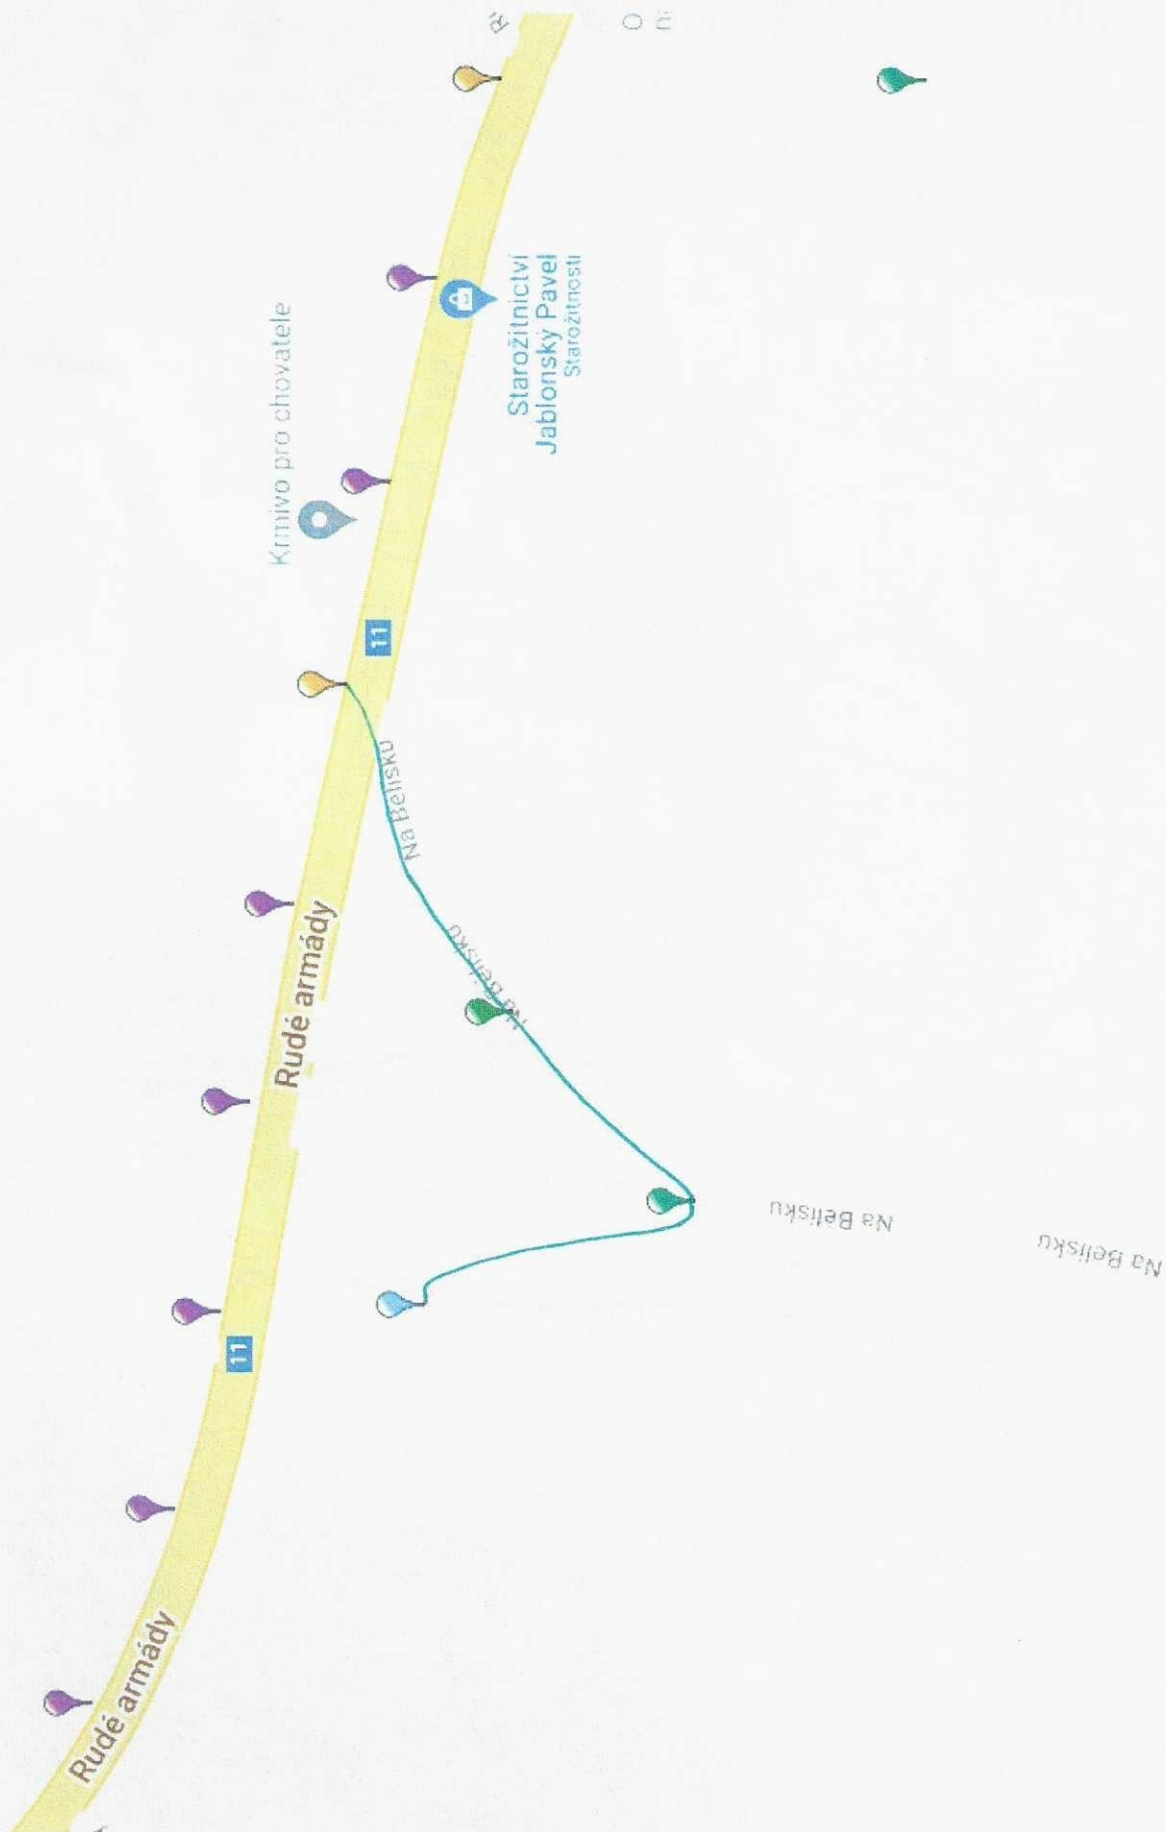 Krmivo pro chovatele
Starožitnictví
Jablonský Pavel
Starožitnosti
11
Na Bělisku
Rudé armády
Na Bělisku
Na Bělisku
Na Bělisku
11
Rudé armády